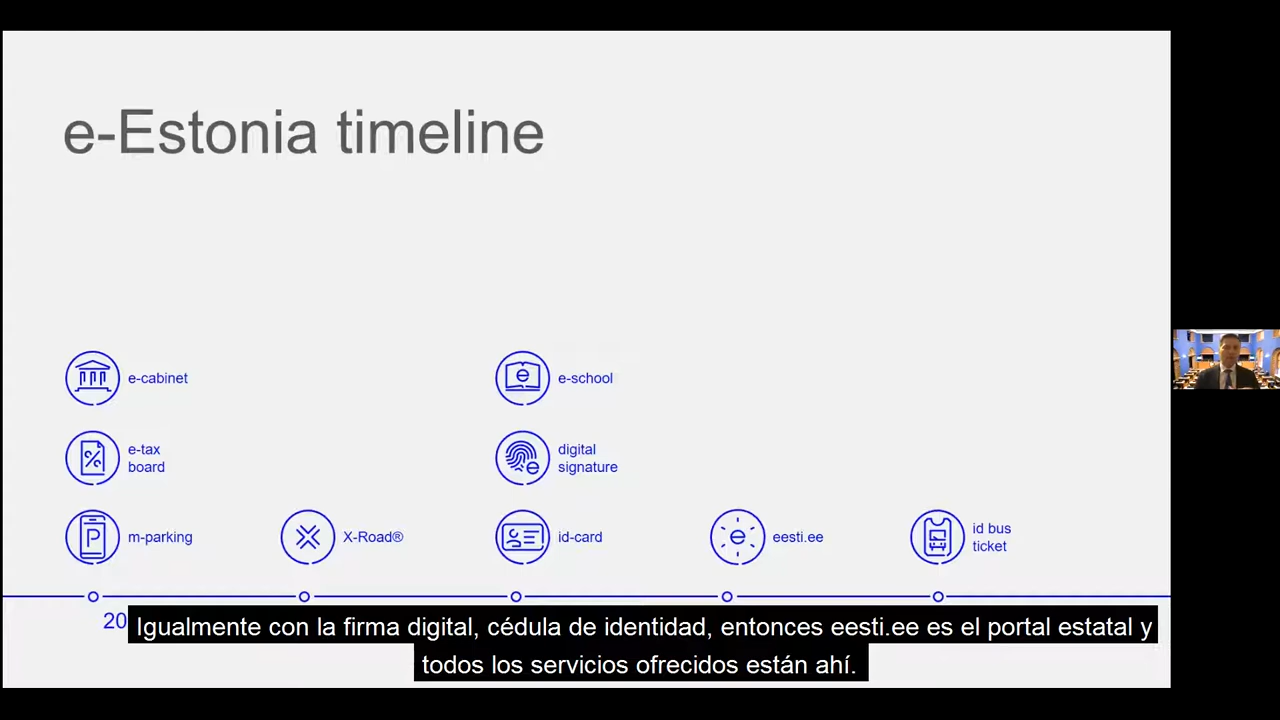 e-Estonia timeline
e-cabinet
e-school
e-tax
board
digital
signature
m-parking
X-Road®
id-card
eesti.ee
id bus
ticket
20
Igualmente con la firma digital, cédula de identidad, entonces eesti.ee es el portal estatal y
todos los servicios ofrecidos están ahí.